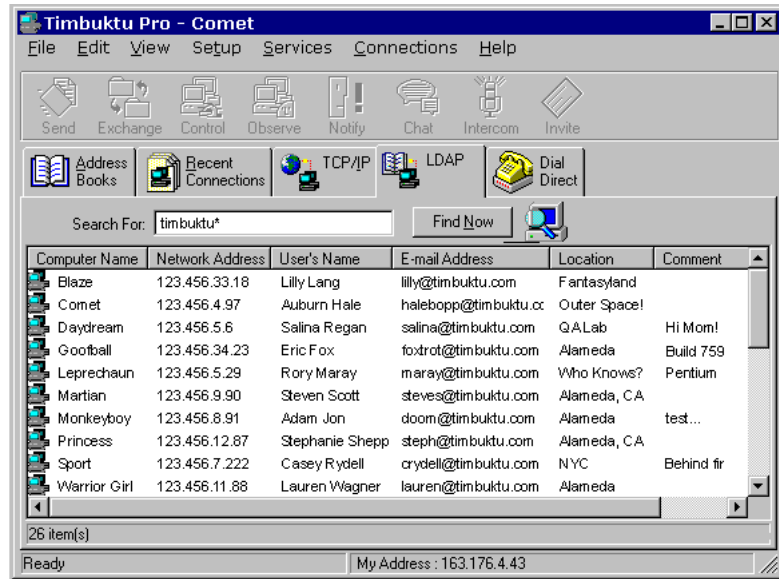 Timbuktu Pro - Comet
File Edit View Setup Services Connections Help
Send Exchange Control Observe Notify Chat Intercom Invite
Address Books Recent Connections TCP/IP LDAP Dial Direct
Search For: timbuktu* Find Now
Computer Name Network Address User's Name E-mail Address Location Comment
Blaze 123.456.33.18 Lilly Lang lilly@timbuktu.com Fantasyland
Comet 123.456.4.97 Auburn Hale halebopp@timbuktu.cc Outer Space!
Daydream 123.456.5.6 Salina Regan salina@timbuktu.com QALab Hi Mom!
Goofball 123.456.34.23 Eric Fox foxtrot@timbuktu.com Alameda Build 759
Leprechaun 123.456.5.29 Rory Maray maray@timbuktu.com Who Knows? Pentium
Martian 123.456.9.90 Steven Scott steves@timbuktu.com Alameda, CA
Monkeyboy 123.456.8.91 Adam Jon doom@timbuktu.com Alameda test...
Princess 123.456.12.87 Stephanie Shepp steph@timbuktu.com Alameda, CA
Sport 123.456.7.222 Casey Rydell crydell@timbuktu.com NYC Behind fir
Warrior Girl 123.456.11.88 Lauren Wagner lauren@timbuktu.com Alameda
26 item(s)
Ready My Address : 163.176.4.43